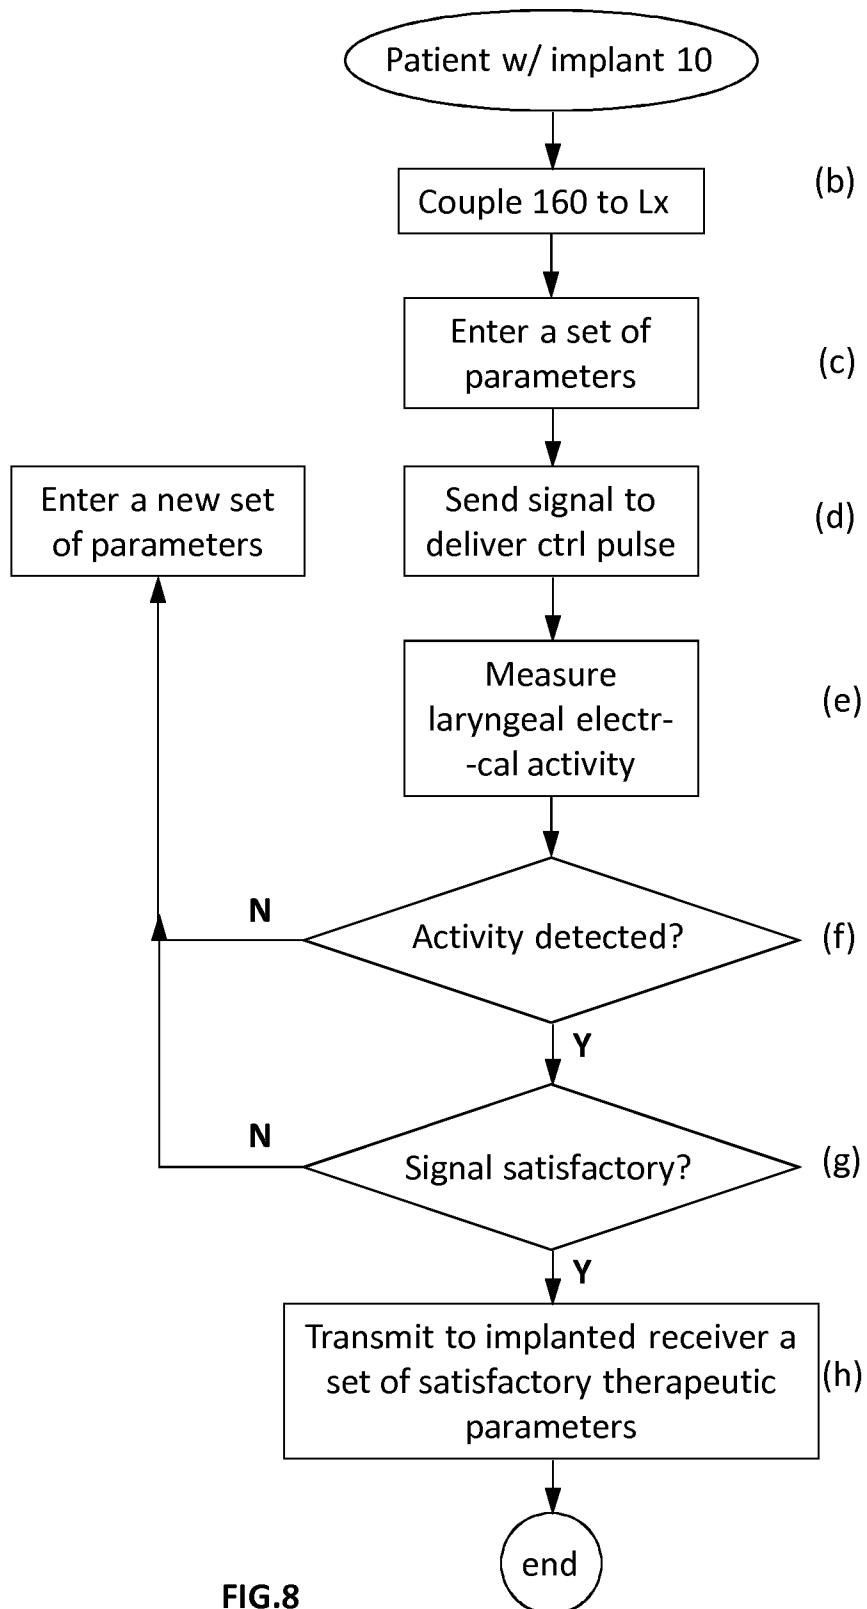 Patient w/ implant 10
(b)
Couple 160 to Lx
Enter a set of
parameters
(c)
Enter a new set
of parameters
Send signal to
deliver ctrl pulse
(d)
Measure
laryngeal electr-
-cal activity
(e)
N
Activity detected?
(f)
Y
N
Signal satisfactory?
(g)
Y
Transmit to implanted receiver a
set of satisfactory therapeutic
parameters
(h)
end
FIG.8